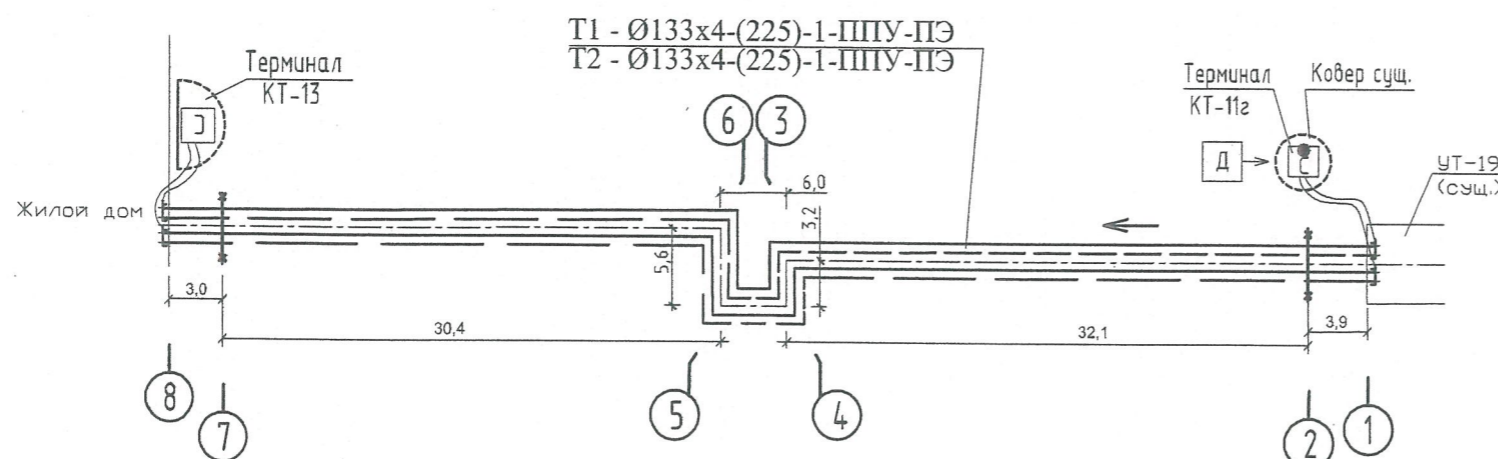 Т1 - Ø133х4-(225)-1-ППУ-ПЭ
Т2 - Ø133х4-(225)-1-ППУ-ПЭ
Терминал
КТ-13
Терминал
КТ-11г
Ковер сущ.
Д
УТ-19
(сущ.)
6
3
6,0
3,2
5,6
Жилой дом
3,0
30,4
32,1
3,9
8
7
5
4
2
1